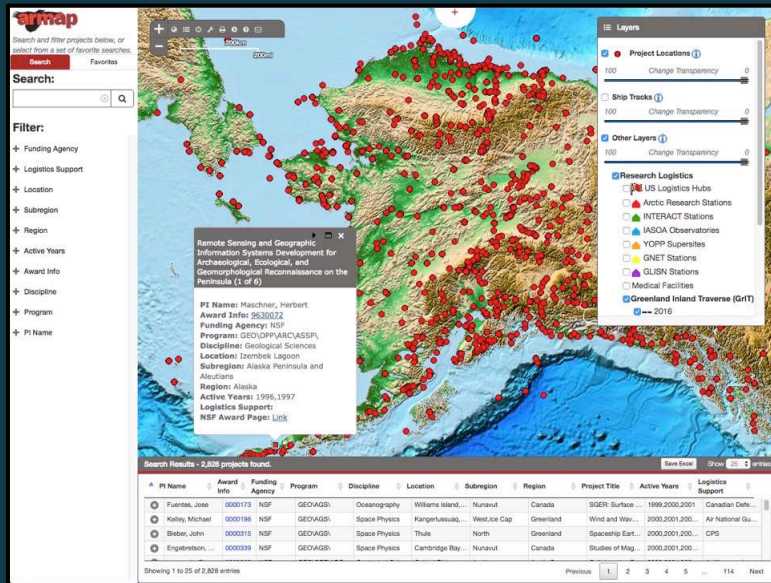 armap
Search and filter projects below, or
select from a set of favorite searches.
Search Favorites
Search:
Filter:
+ Funding Agency
+ Logistics Support
+ Location
+ Subregion
+ Region
+ Active Years
+ Award Info
+ Discipline
+ Program
+ PI Name
200km
200mi
Remote Sensing and Geographic
Information Systems Development for
Archaeological, Ecological, and
Geomorphological Reconnaissance on the
Peninsula (1 of 6)
PI Name: Maschner, Herbert
Award Info: 9630072
Funding Agency: NSF
Program: GEO\OPP\ARC\ASSP\
Discipline: Geological Sciences
Location: Izembek Lagoon
Subregion: Alaska Peninsula and
Aleutians
Region: Alaska
Active Years: 1996,1997
Logistics Support:
NSF Award Page: Link
Layers
Project Locations
100 Change Transparency 0
Ship Tracks
100 Change Transparency 0
Other Layers
100 Change Transparency 0
Research Logistics
US Logistics Hubs
Arctic Research Stations
INTERACT Stations
IASOA Observatories
YOPP Supersites
GNET Stations
GLISN Stations
Medical Facilities
Greenland Inland Traverse (GrIT)
2016
Search Results - 2,828 projects found. Save Excel Show 25 entries
PI Name Award Info Funding Agency Program Discipline Location Subregion Region Project Title Active Years Logistics Support
Fuentes, Jose 0000173 NSF GEO\AGS\ Oceanography Williams Island,... Nunavut Canada SGER: Surface ... 1999,2000,2001 Canadian Defe...
Kelley, Michael 0000196 NSF GEO\AGS\ Space Physics Kangerlussuaq,... West,Ice Cap Greenland Wind and Wav... 2000,2001,200... Air National Gu...
Bieber, John 0000315 NSF GEO\AGS\ Space Physics Thule North Greenland Spaceship Eart... 2000,2001,200... CPS
Engebretson, ... 0000339 NSF GEO\AGS\ Space Physics Cambridge Bay... Nunavut Canada Studies of Mag... 2000,2001,200...
Showing 1 to 25 of 2,828 entries Previous 1 2 3 4 5 ... 114 Next